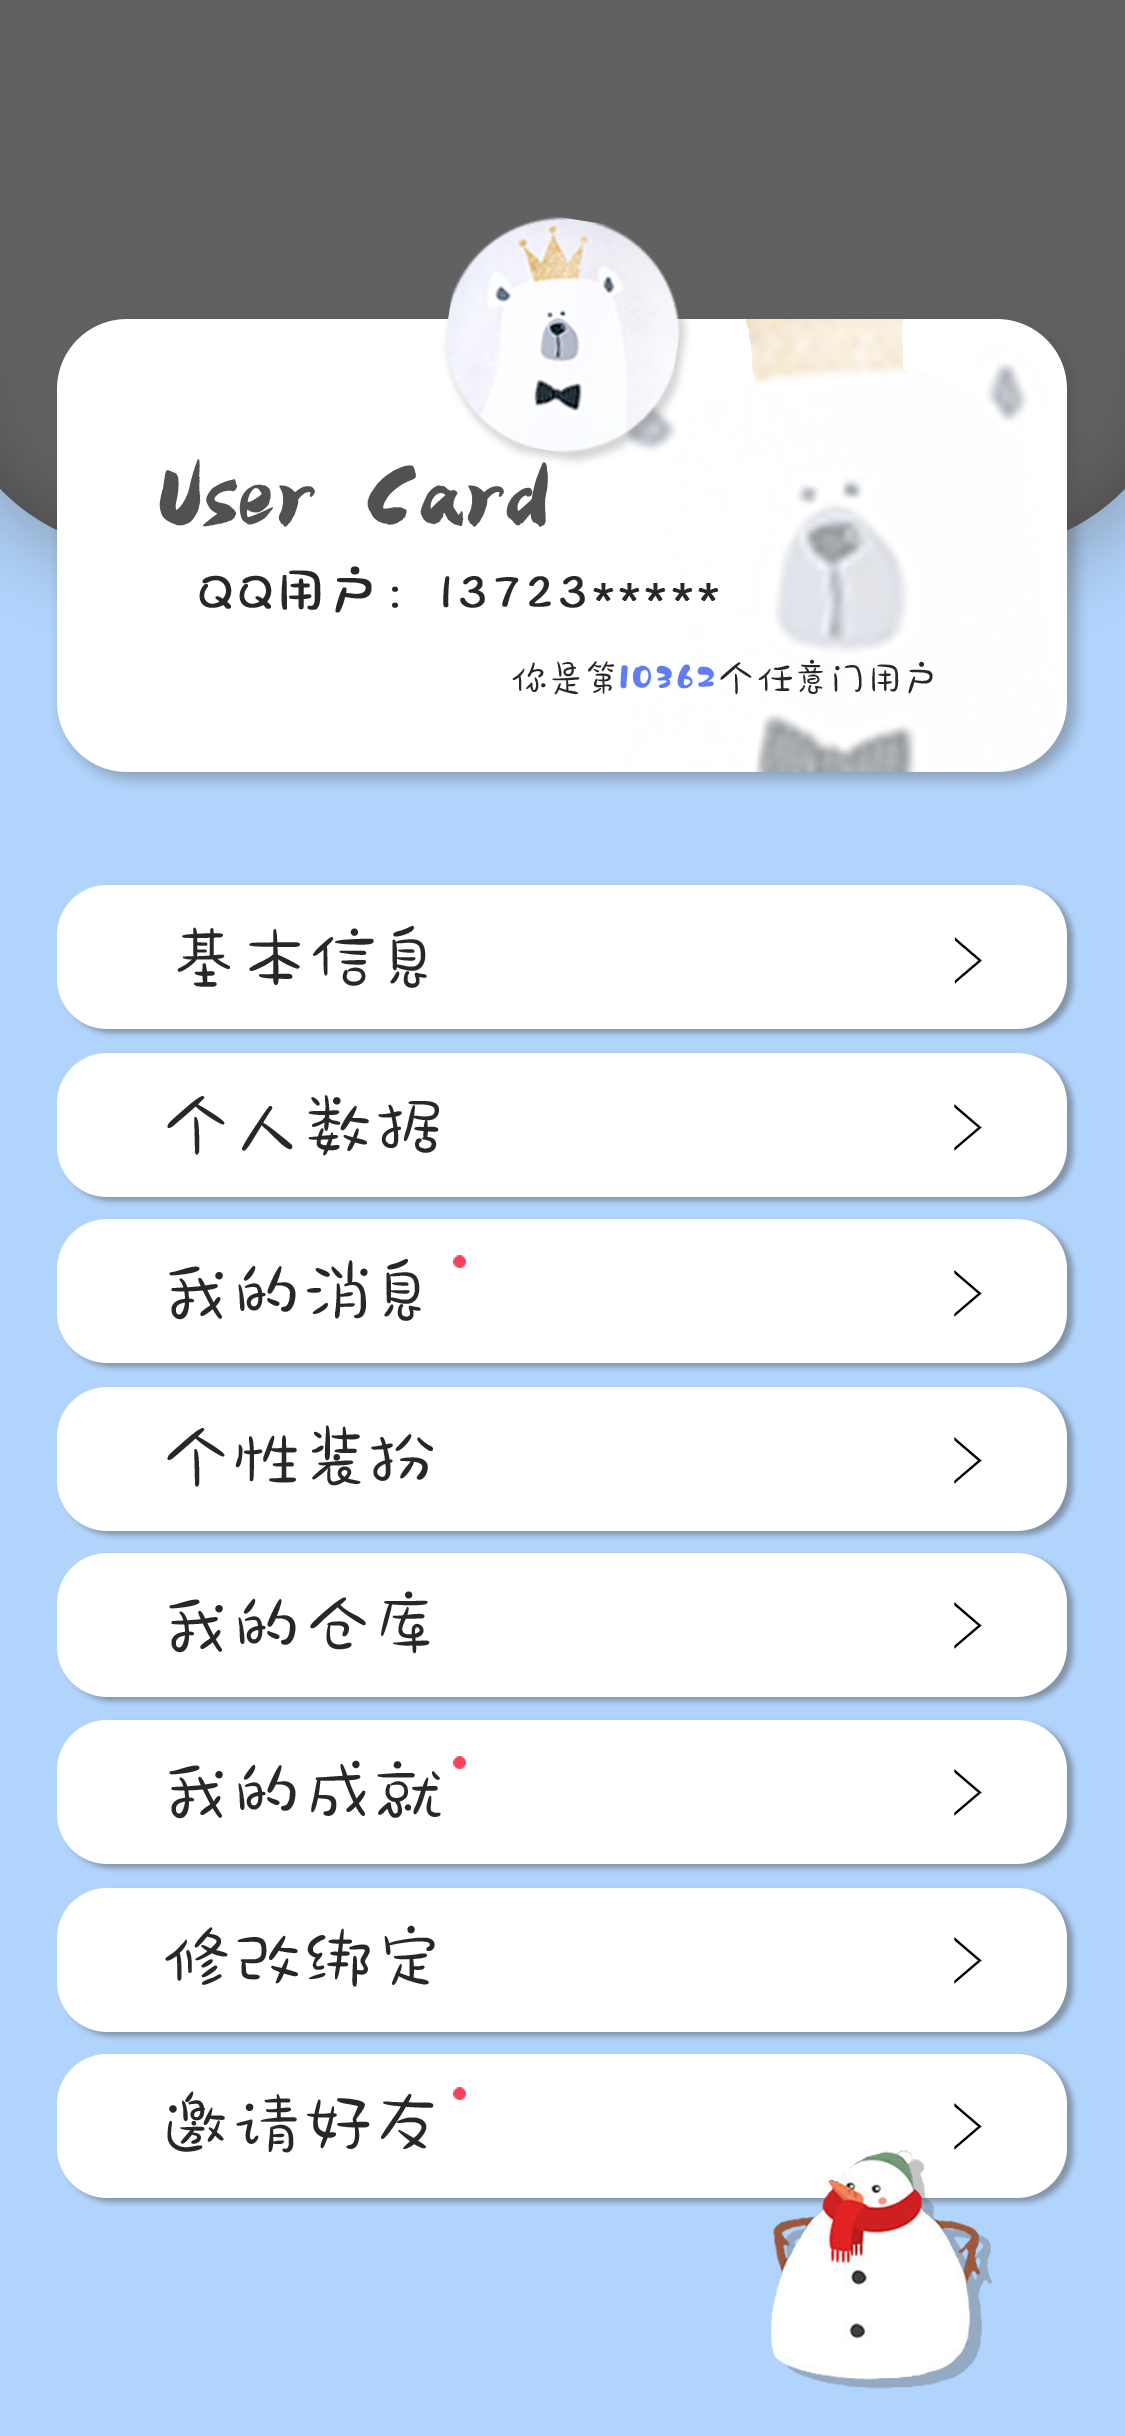 User Card
QQ用户：13723*****
你是第10362个任意门用户
基本信息
个人数据
我的消息
个性装扮
我的仓库
我的成就
修改绑定
邀请好友